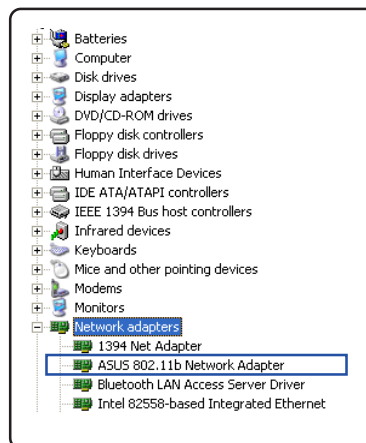 Batteries
Computer
Disk drives
Display adapters
DVD/CD-ROM drives
Floppy disk controllers
Floppy disk drives
Human Interface Devices
IDE ATA/ATAPI controllers
IEEE 1394 Bus host controllers
Infrared devices
Keyboards
Mice and other pointing devices
Modems
Monitors
Network adapters
1394 Net Adapter
ASUS 802.11b Network Adapter
Bluetooth LAN Access Server Driver
Intel 82558-based Integrated Ethernet